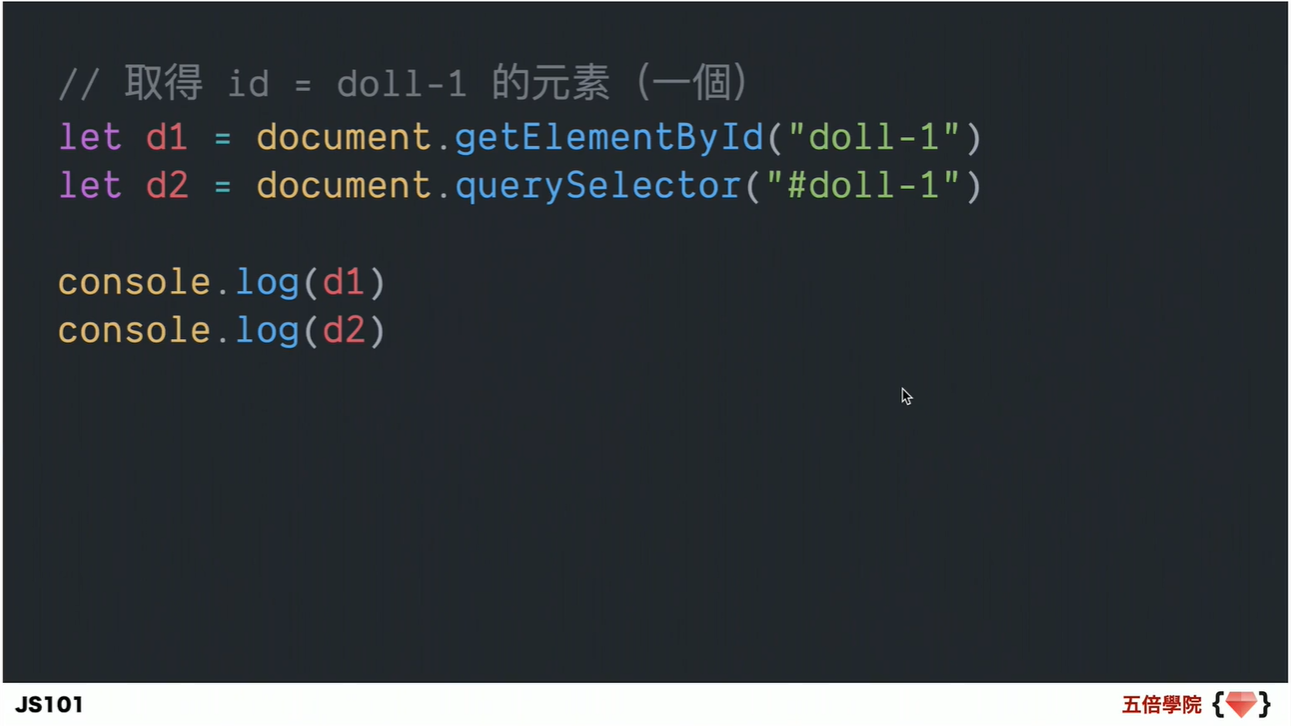 // 取得 id = doll-1 的元素（一個）
let d1 = document.getElementById("doll-1")
let d2 = document.querySelector("#doll-1")
console.log(d1)
console.log(d2)
JS101
五倍學院 { }